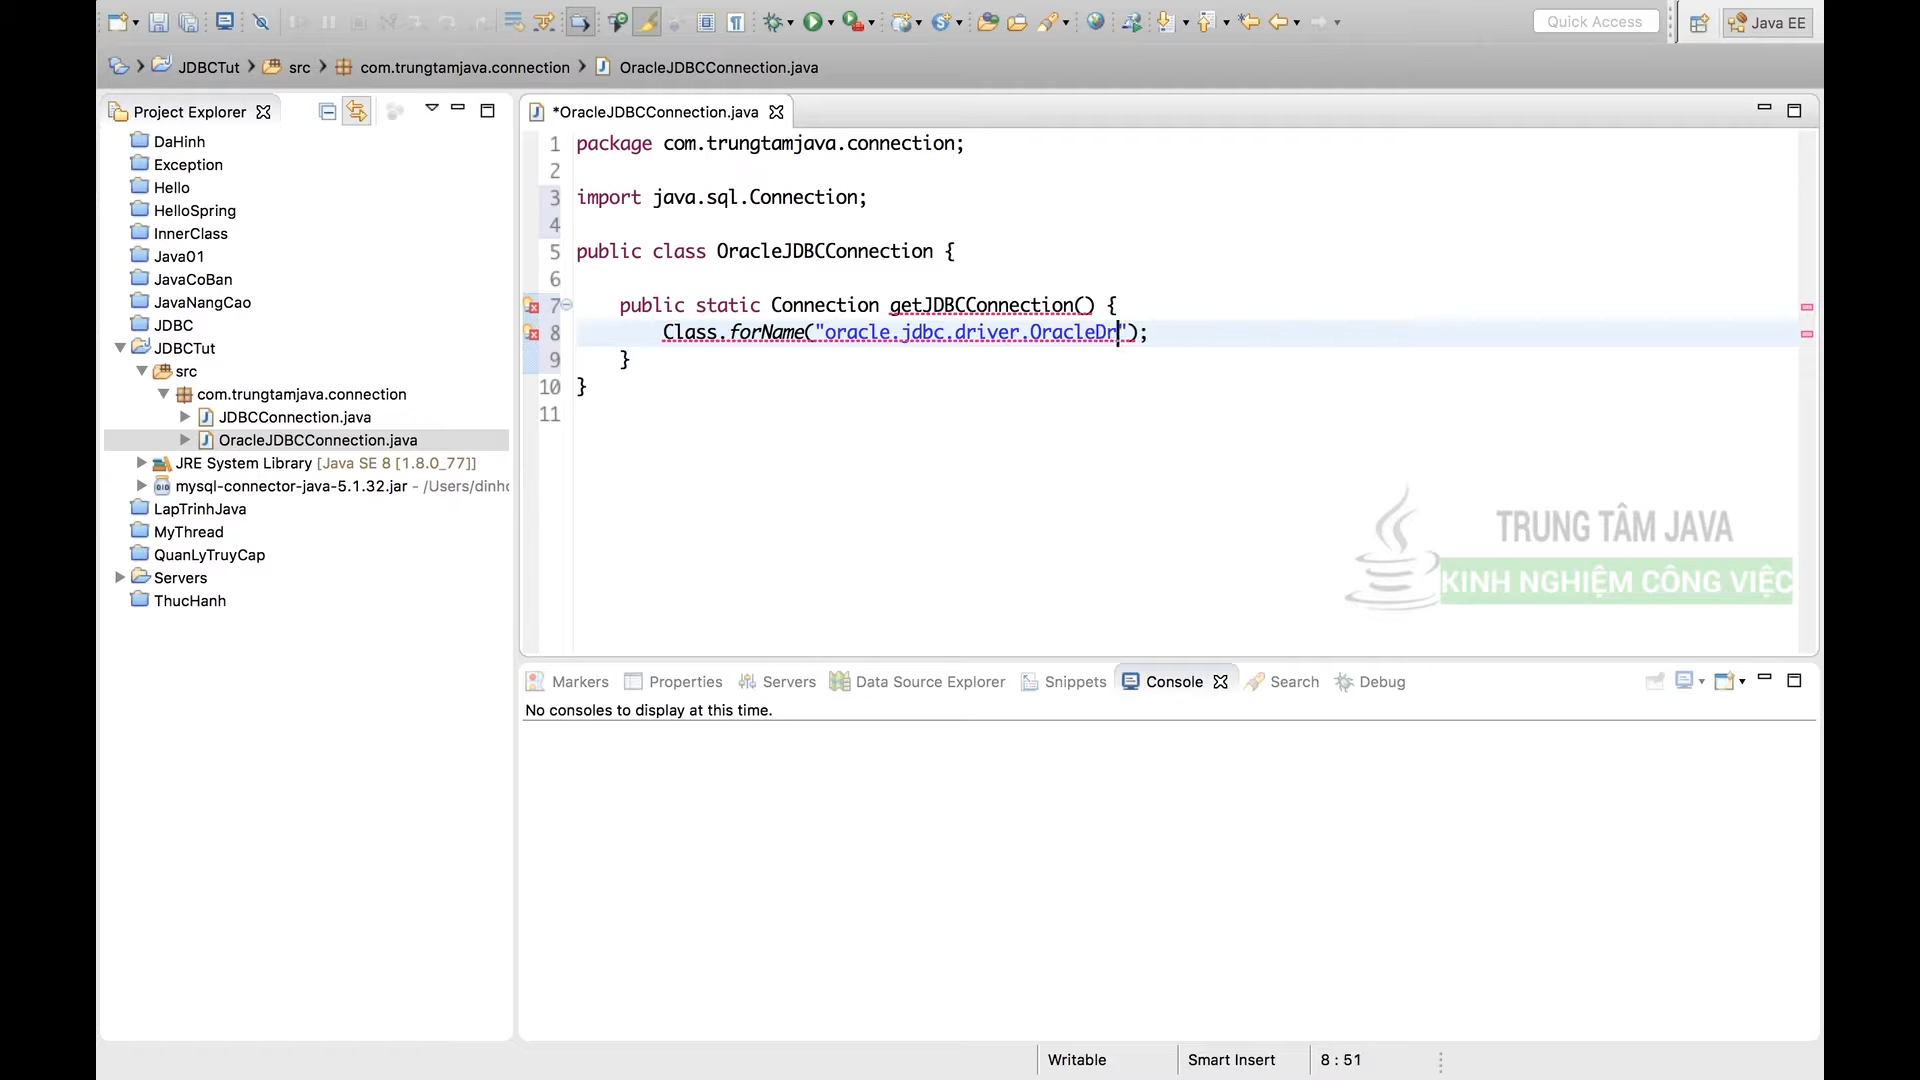 Quick Access
Java EE
JDBCTut
src
com.trungtamjava.connection
OracleJDBCConnection.java
Project Explorer
DaHinh
Exception
Hello
HelloSpring
InnerClass
Java01
JavaCoBan
JavaNangCao
JDBC
JDBCTut
src
com.trungtamjava.connection
JDBCConnection.java
OracleJDBCConnection.java
JRE System Library [Java SE 8 [1.8.0_77]]
mysql-connector-java-5.1.32.jar - /Users/dinh
LapTrinhJava
MyThread
QuanLyTruyCap
Servers
ThucHanh
*OracleJDBCConnection.java
1 package com.trungtamjava.connection;
2
3 import java.sql.Connection;
4
5 public class OracleJDBCConnection {
6
7 public static Connection getJDBCConnection() {
8 Class.forName("oracle.jdbc.driver.OracleDr");
9 }
10 }
11
TRUNG TÂM JAVA
KINH NGHIỆM CÔNG VIỆC
Markers
Properties
Servers
Data Source Explorer
Snippets
Console
Search
Debug
No consoles to display at this time.
Writable
Smart Insert
8 : 51